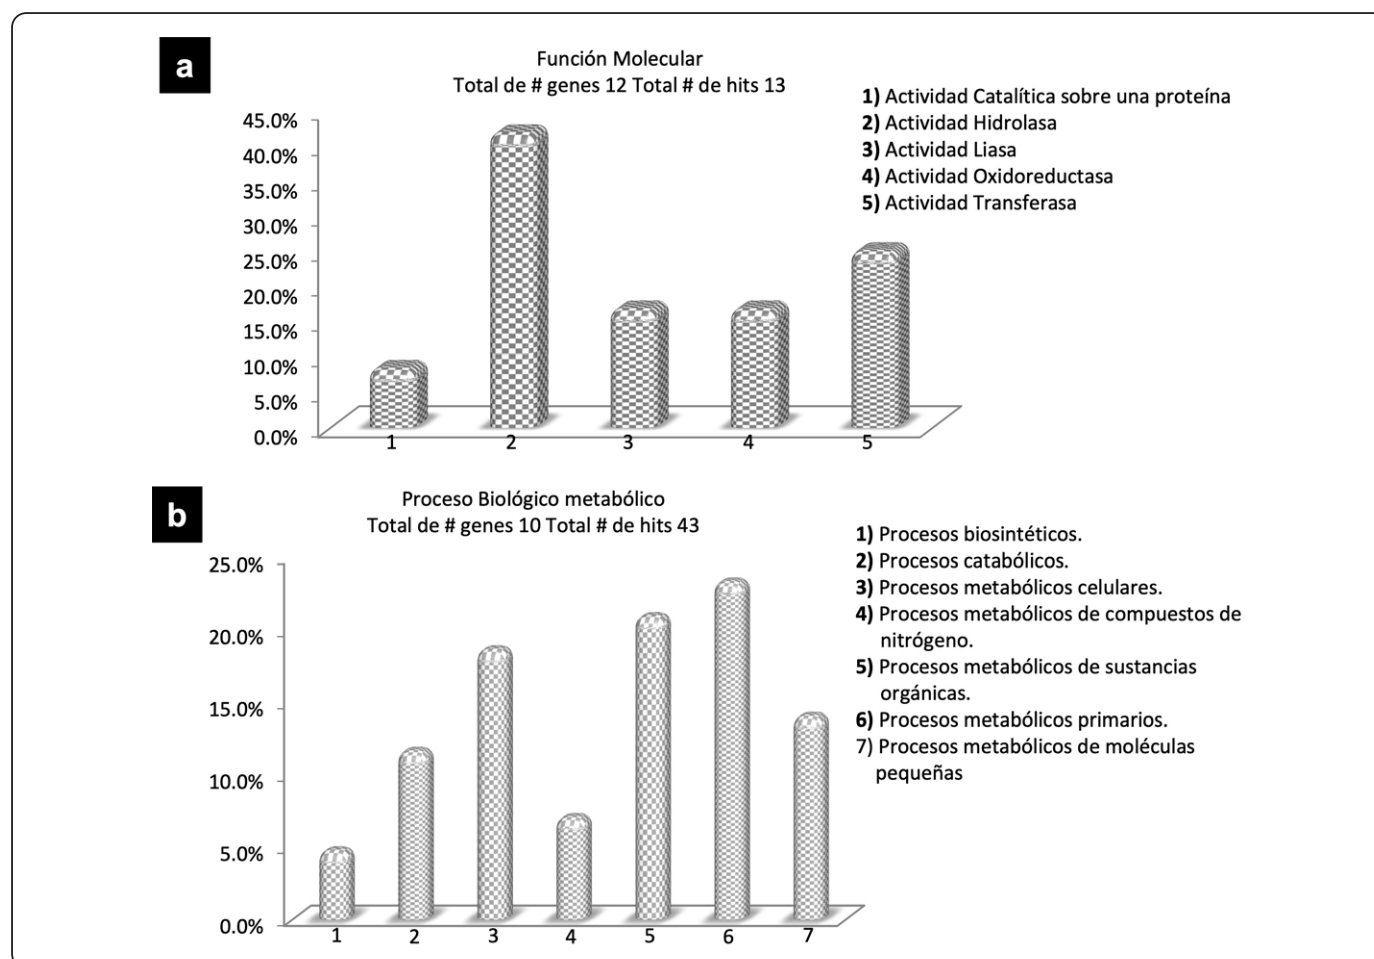 a
Función Molecular
Total de # genes 12 Total # de hits 13
1) Actividad Catalítica sobre una proteína
2) Actividad Hidrolasa
3) Actividad Liasa
4) Actividad Oxidoreductasa
5) Actividad Transferasa
45.0%
40.0%
35.0%
30.0%
25.0%
20.0%
15.0%
10.0%
5.0%
0.0%
1 2 3 4 5
b
Proceso Biológico metabólico
Total de # genes 10 Total # de hits 43
1) Procesos biosintéticos.
2) Procesos catabólicos.
3) Procesos metabólicos celulares.
4) Procesos metabólicos de compuestos de
nitrógeno.
5) Procesos metabólicos de sustancias
orgánicas.
6) Procesos metabólicos primarios.
7) Procesos metabólicos de moléculas
pequeñas
25.0%
20.0%
15.0%
10.0%
5.0%
0.0%
1 2 3 4 5 6 7